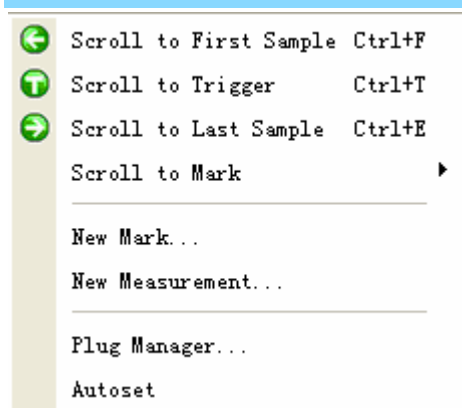 Scroll to First Sample Ctrl+F
T Scroll to Trigger Ctrl+T
Scroll to Last Sample Ctrl+E
Scroll to Mark
New Mark...
New Measurement...
Plug Manager...
Autoset